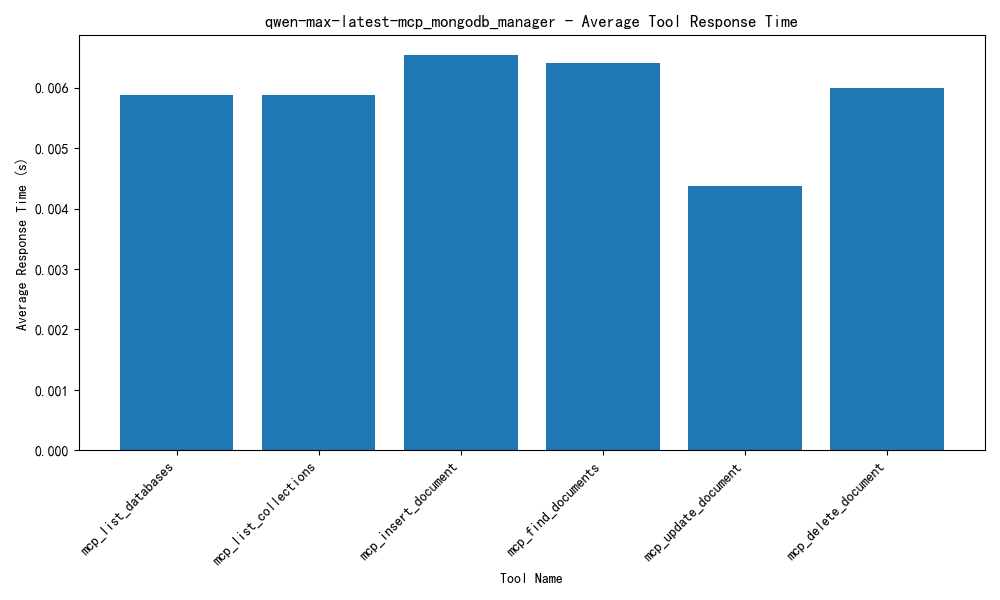 qwen-max-latest-mcp_mongodb_manager - Average Tool Response Time
Average Response Time (s)
0.006
0.005
0.004
0.003
0.002
0.001
0.000
mcp_list_databases
mcp_list_collections
mcp_insert_document
mcp_find_documents
mcp_update_document
mcp_delete_document
Tool Name